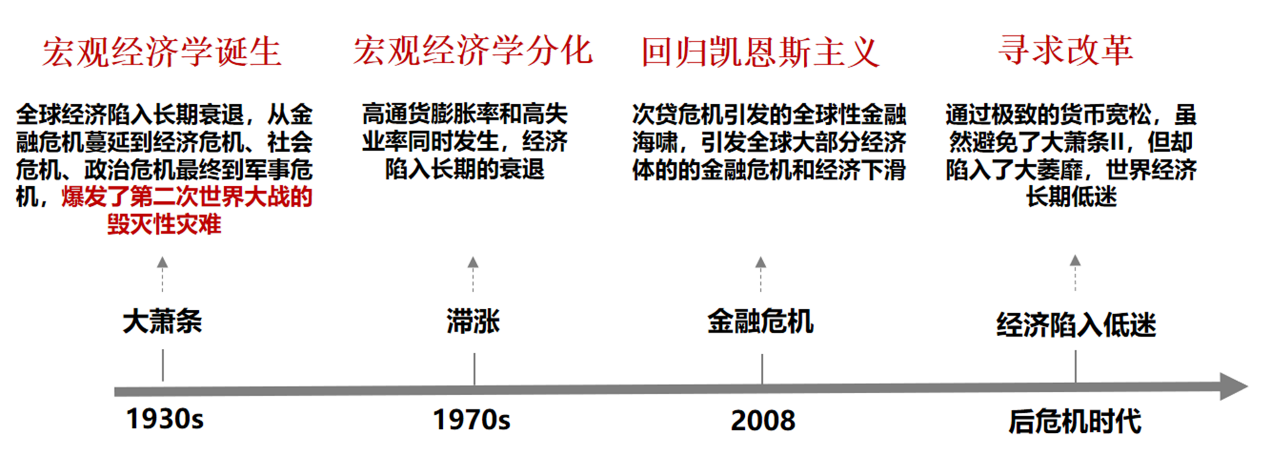 宏观经济学诞生
全球经济陷入长期衰退，从金
融危机蔓延到经济危机、社会
危机、政治危机最终到军事危
机，爆发了第二次世界大战的
毁灭性灾难
大萧条
1930s
宏观经济学分化
高通货膨胀率和高失
业率同时发生，经济
陷入长期的衰退
滞涨
1970s
回归凯恩斯主义
次贷危机引发的全球性金融
海啸，引发全球大部分经济
体的的金融危机和经济下滑
金融危机
2008
寻求改革
通过极致的货币宽松，虽
然避免了大萧条II，但却
陷入了大萎靡，世界经济
长期低迷
经济陷入低迷
后危机时代